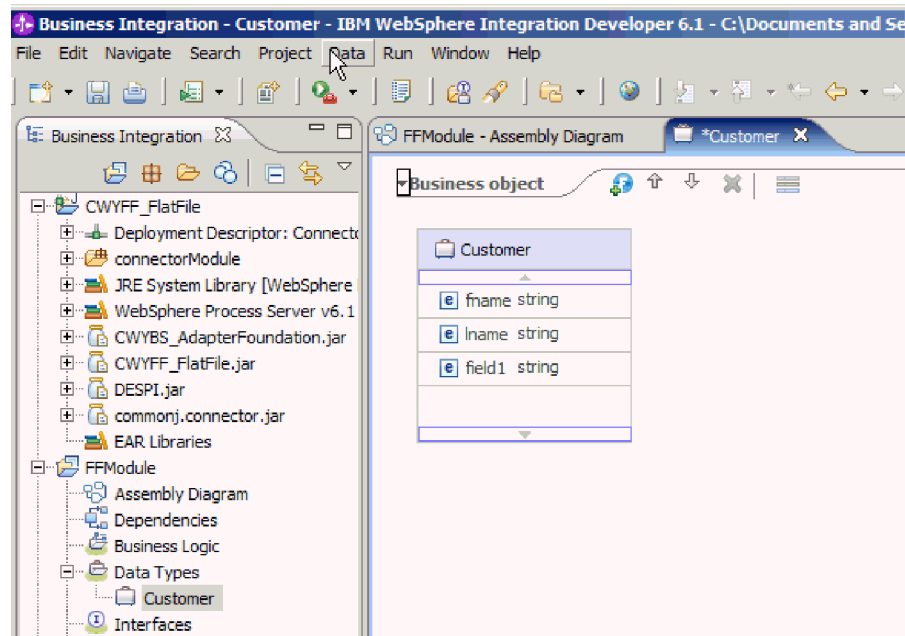 Business Integration - Customer - IBM WebSphere Integration Developer 6.1 - C:\Documents and Se
File Edit Navigate Search Project Data Run Window Help
Business Integration
FFModule - Assembly Diagram
*Customer
Business object
CWYFF_FlatFile
Deployment Descriptor: Connecto
connectorModule
JRE System Library [WebSphere
WebSphere Process Server v6.1
CWYBS_AdapterFoundation.jar
CWYFF_FlatFile.jar
DESPI.jar
commonj.connector.jar
EAR Libraries
FFModule
Assembly Diagram
Dependencies
Business Logic
Data Types
Customer
Interfaces
Customer
e fname string
e lname string
e field1 string